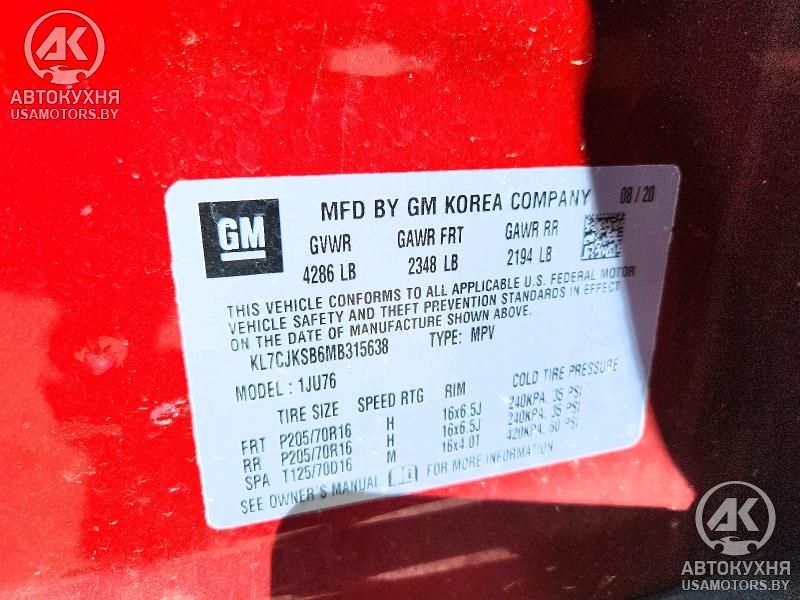 AK
АВТОКУХНЯ
USAMOTORS.BY
GM
MFD BY GM KOREA COMPANY 08 / 20
GVWR GAWR FRT GAWR RR
4286 LB 2348 LB 2194 LB
THIS VEHICLE CONFORMS TO ALL APPLICABLE U.S. FEDERAL MOTOR
VEHICLE SAFETY AND THEFT PREVENTION STANDARDS IN EFFECT
ON THE DATE OF MANUFACTURE SHOWN ABOVE.
KL7CJKSB6MB315638 TYPE: MPV
MODEL : 1JU76
TIRE SIZE SPEED RTG RIM COLD TIRE PRESSURE
FRT P205/70R16 H 16x6.5J 240KPA, 35 PSI
RR P205/70R16 H 16x6.5J 240KPA, 35 PSI
SPA T125/70D16 M 16x4.0T 420KPA, 60 PSI
SEE OWNER'S MANUAL FOR MORE INFORMATION
AK
АВТОКУХНЯ
USAMOTORS.BY